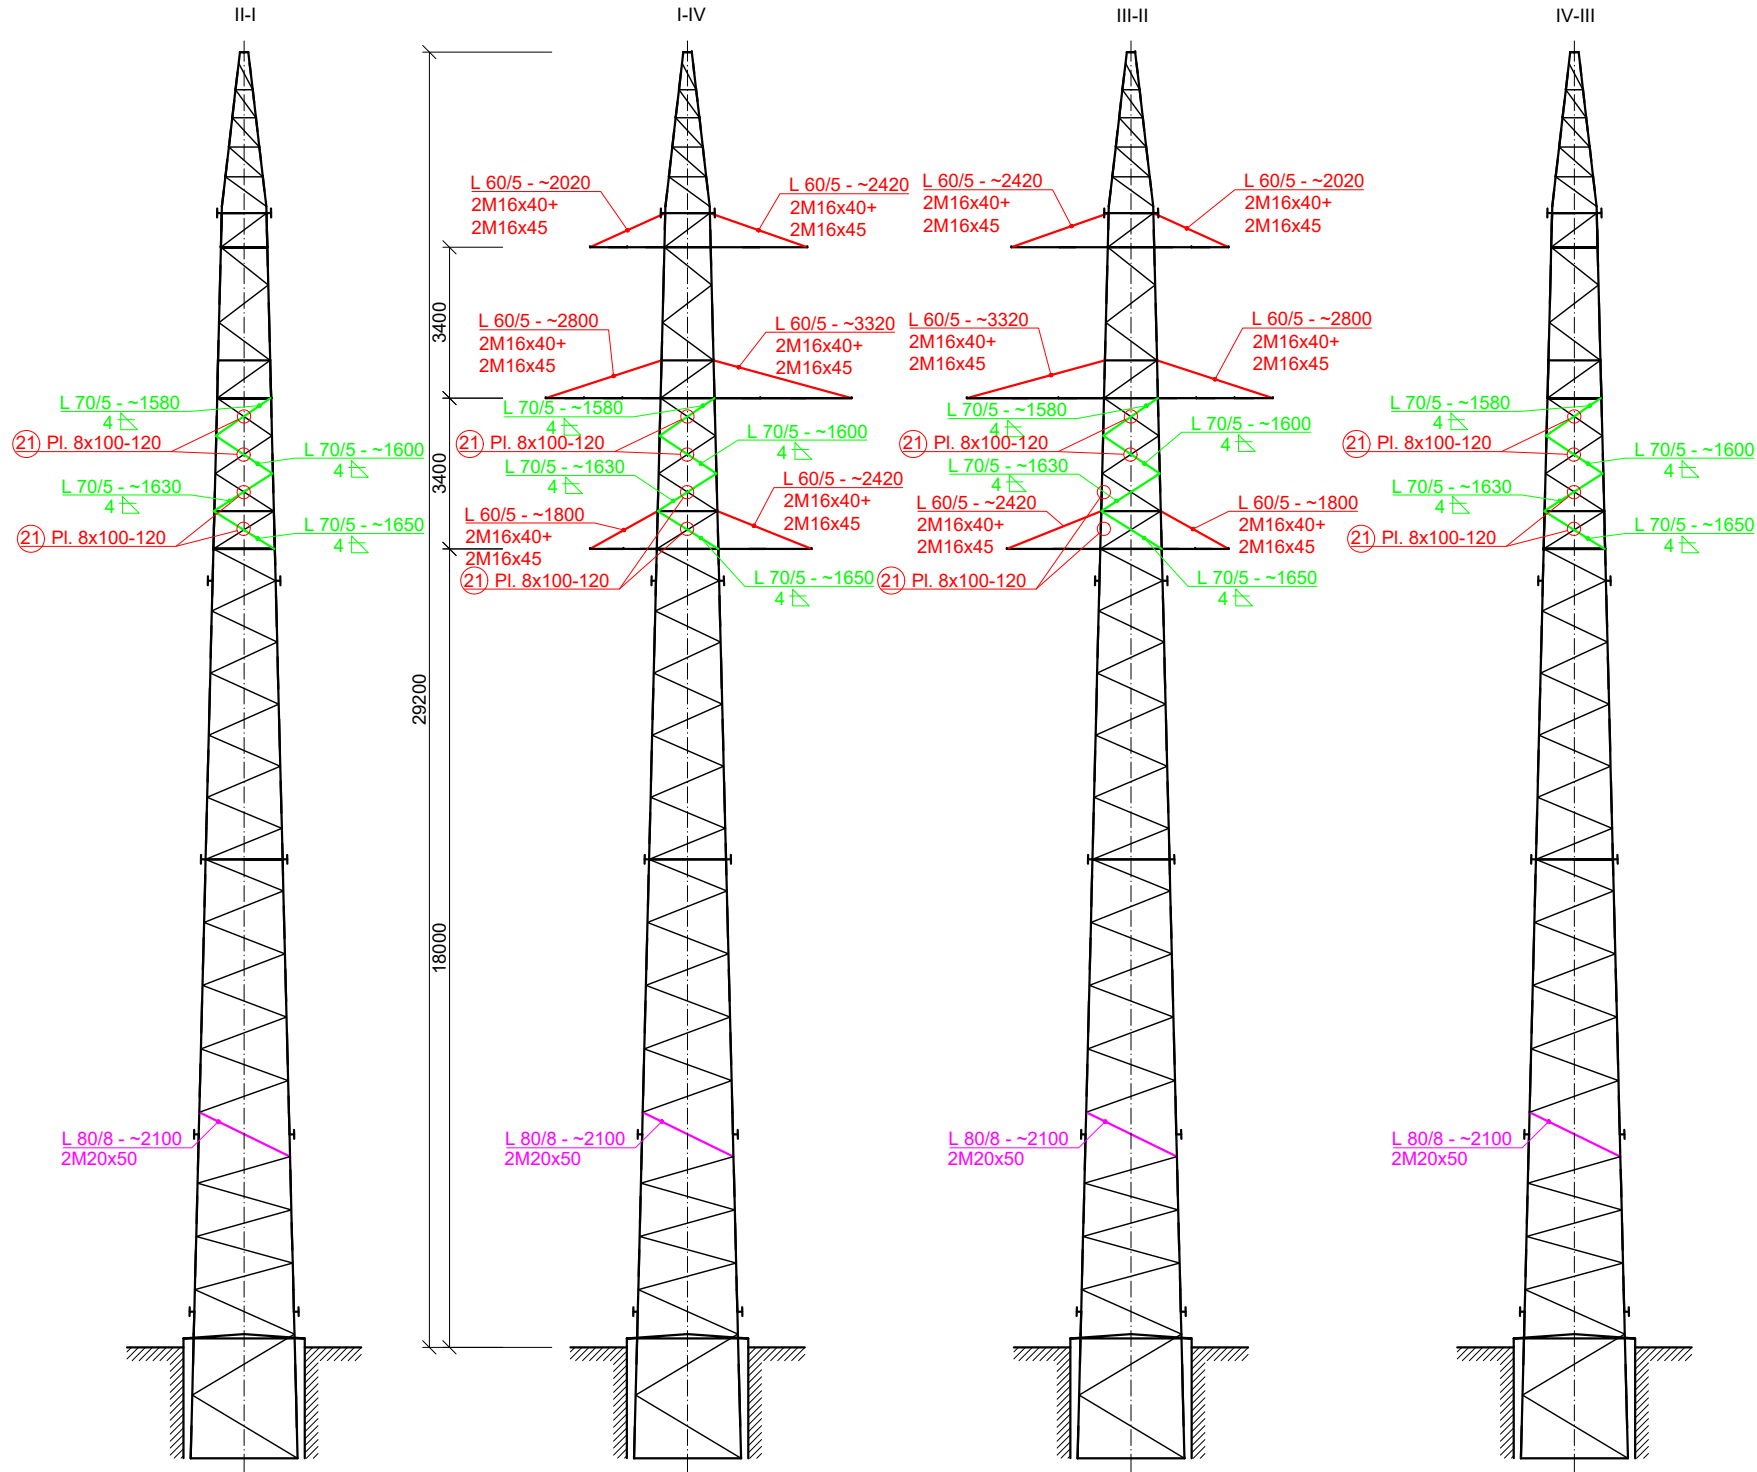 II-I
I-IV
III-II
IV-III
L 60/5 - ~2020
2M16x40+
2M16x45
L 60/5 - ~2420
2M16x40+
2M16x45
L 60/5 - ~2420
2M16x40+
2M16x45
L 60/5 - ~2020
2M16x40+
2M16x45
3400
L 60/5 - ~2800
2M16x40+
2M16x45
L 60/5 - ~3320
2M16x40+
2M16x45
L 60/5 - ~3320
2M16x40+
2M16x45
L 60/5 - ~2800
2M16x40+
2M16x45
L 70/5 - ~1580
4
21 Pl. 8x100-120
L 70/5 - ~1600
4
L 70/5 - ~1630
4
21 Pl. 8x100-120
L 70/5 - ~1650
4
3400
L 70/5 - ~1580
4
21 Pl. 8x100-120
L 70/5 - ~1600
4
L 70/5 - ~1630
4
L 60/5 - ~2420
2M16x40+
2M16x45
L 60/5 - ~1800
2M16x40+
2M16x45
21 Pl. 8x100-120
L 70/5 - ~1650
4
L 70/5 - ~1580
4
21 Pl. 8x100-120
L 70/5 - ~1600
4
L 70/5 - ~1630
4
L 60/5 - ~2420
2M16x40+
2M16x45
L 60/5 - ~1800
2M16x40+
2M16x45
21 Pl. 8x100-120
L 70/5 - ~1650
4
L 70/5 - ~1580
4
21 Pl. 8x100-120
L 70/5 - ~1600
4
L 70/5 - ~1630
4
21 Pl. 8x100-120
L 70/5 - ~1650
4
29200
18000
L 80/8 - ~2100
2M20x50
L 80/8 - ~2100
2M20x50
L 80/8 - ~2100
2M20x50
L 80/8 - ~2100
2M20x50